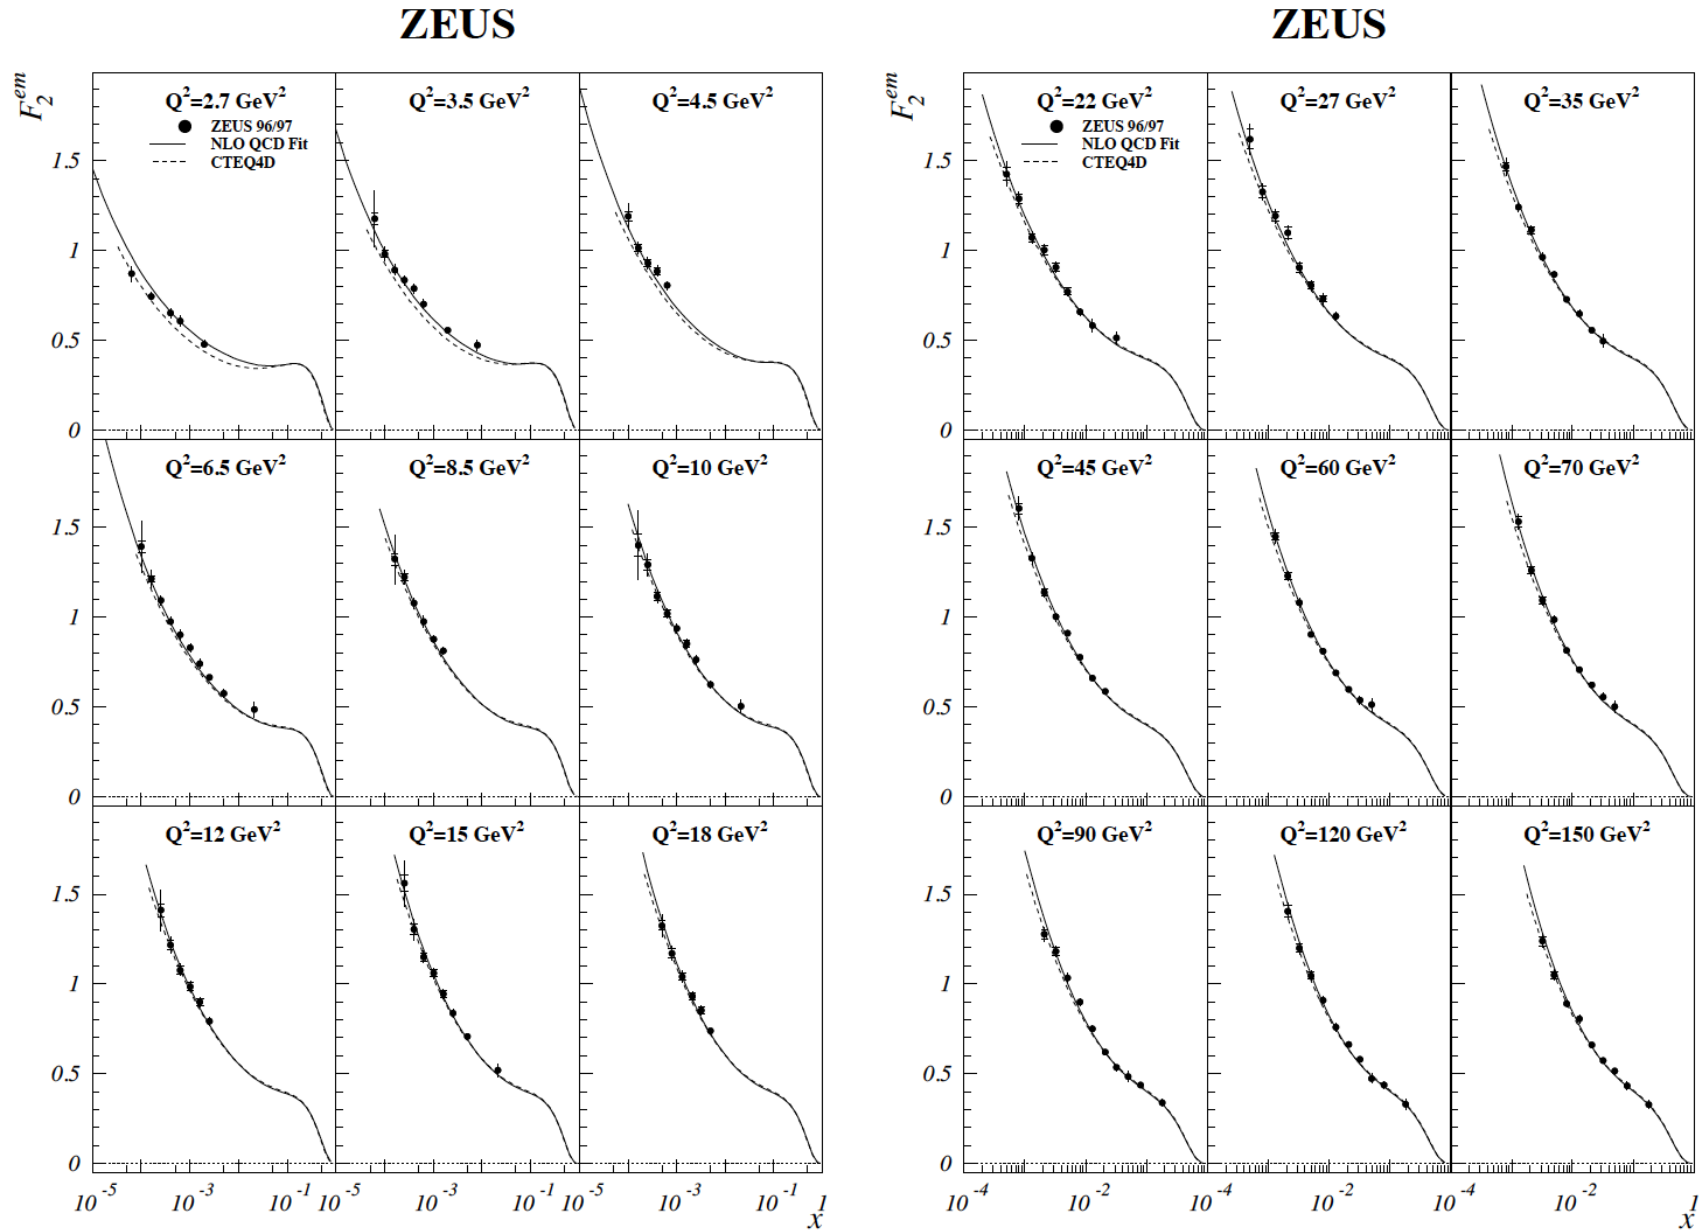 ZEUS
F₂ᵉᵐ
Q²=2.7 GeV²
ZEUS 96/97
NLO QCD Fit
CTEQ4D
Q²=3.5 GeV²
Q²=4.5 GeV²
1.5
1
0.5
0
Q²=6.5 GeV²
Q²=8.5 GeV²
Q²=10 GeV²
1.5
1
0.5
0
Q²=12 GeV²
Q²=15 GeV²
Q²=18 GeV²
1.5
1
0.5
0
10⁻⁵ 10⁻³ 10⁻¹ 10⁻⁵ 10⁻³ 10⁻¹ 10⁻⁵ 10⁻³ 10⁻¹ 1
x
ZEUS
F₂ᵉᵐ
Q²=22 GeV²
ZEUS 96/97
NLO QCD Fit
CTEQ4D
Q²=27 GeV²
Q²=35 GeV²
1.5
1
0.5
0
Q²=45 GeV²
Q²=60 GeV²
Q²=70 GeV²
1.5
1
0.5
0
Q²=90 GeV²
Q²=120 GeV²
Q²=150 GeV²
1.5
1
0.5
0
10⁻⁴ 10⁻² 10⁻⁴ 10⁻² 10⁻⁴ 10⁻² 1
x